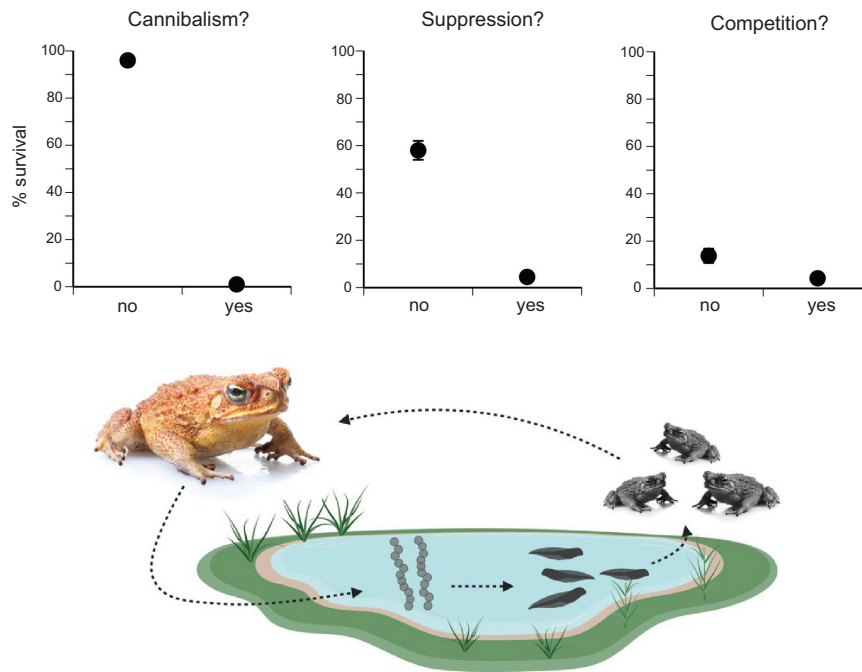 Cannibalism?
Suppression?
Competition?
% survival
100
80
60
40
20
0
no
yes
100
80
60
40
20
0
no
yes
100
80
60
40
20
0
no
yes